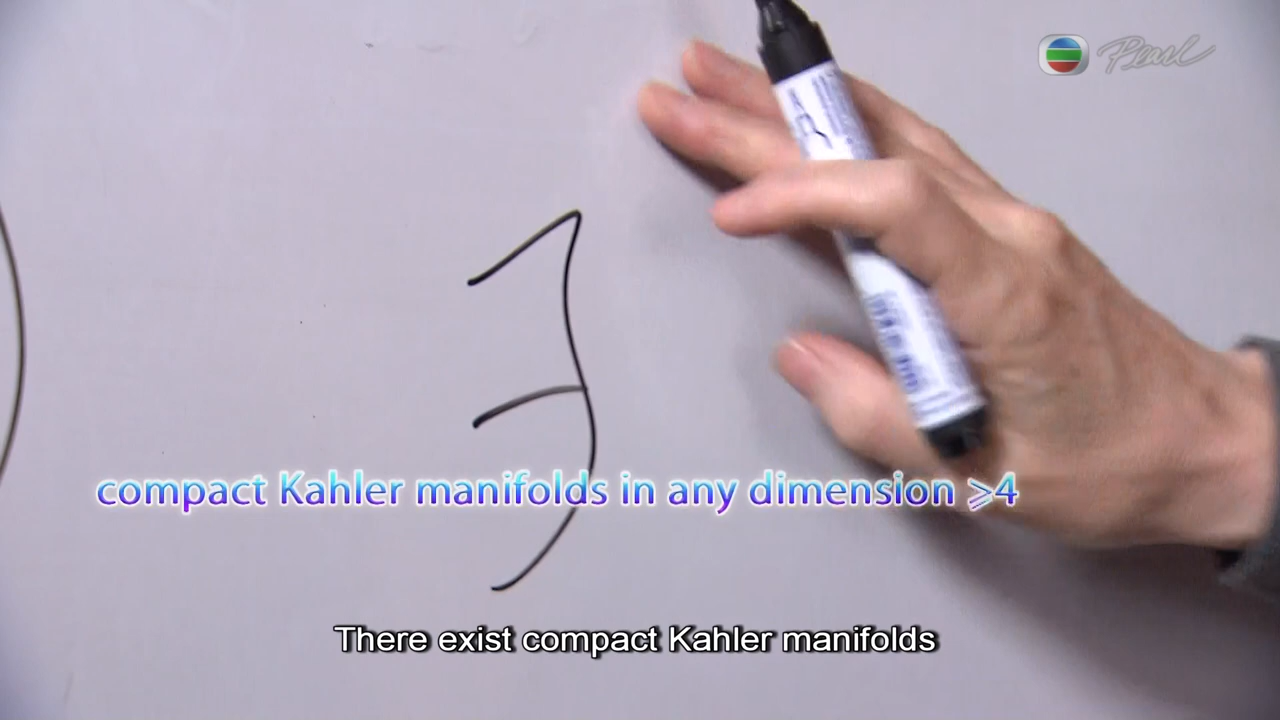 Pearl
∃
compact Kahler manifolds in any dimension ⩾4
There exist compact Kahler manifolds